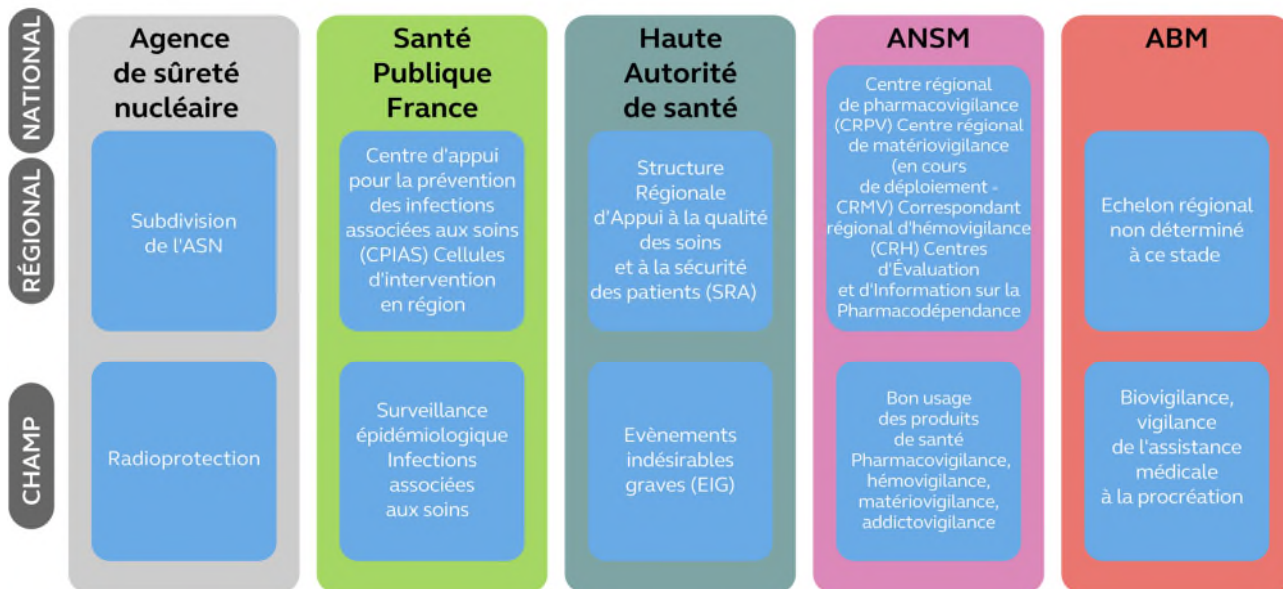 NATIONAL
Agence
de sûreté
nucléaire
Santé
Publique
France
Haute
Autorité
de santé
ANSM
ABM
RÉGIONAL
Subdivision
de l'ASN
Centre d'appui
pour la prévention
des infections
associées aux soins
(CPIAS) Cellules
d'intervention
en région
Structure
Régionale
d'Appui à la qualité
des soins
et à la sécurité
des patients (SRA)
Centre régional
de pharmacovigilance
(CRPV) Centre régional
de matériovigilance
(en cours
de déploiement -
CRMV) Correspondant
régional d'hémovigilance
(CRH) Centres
d'Évaluation
et d'Information sur la
Pharmacodépendance
Echelon régional
non déterminé
à ce stade
CHAMP
Radioprotection
Surveillance
épidémiologique
Infections
associées
aux soins
Evènements
indésirables
graves (EIG)
Bon usage
des produits
de santé
Pharmacovigilance,
hémovigilance,
matériovigilance,
addictovigilance
Biovigilance,
vigilance
de l'assistance
médicale
à la procréation